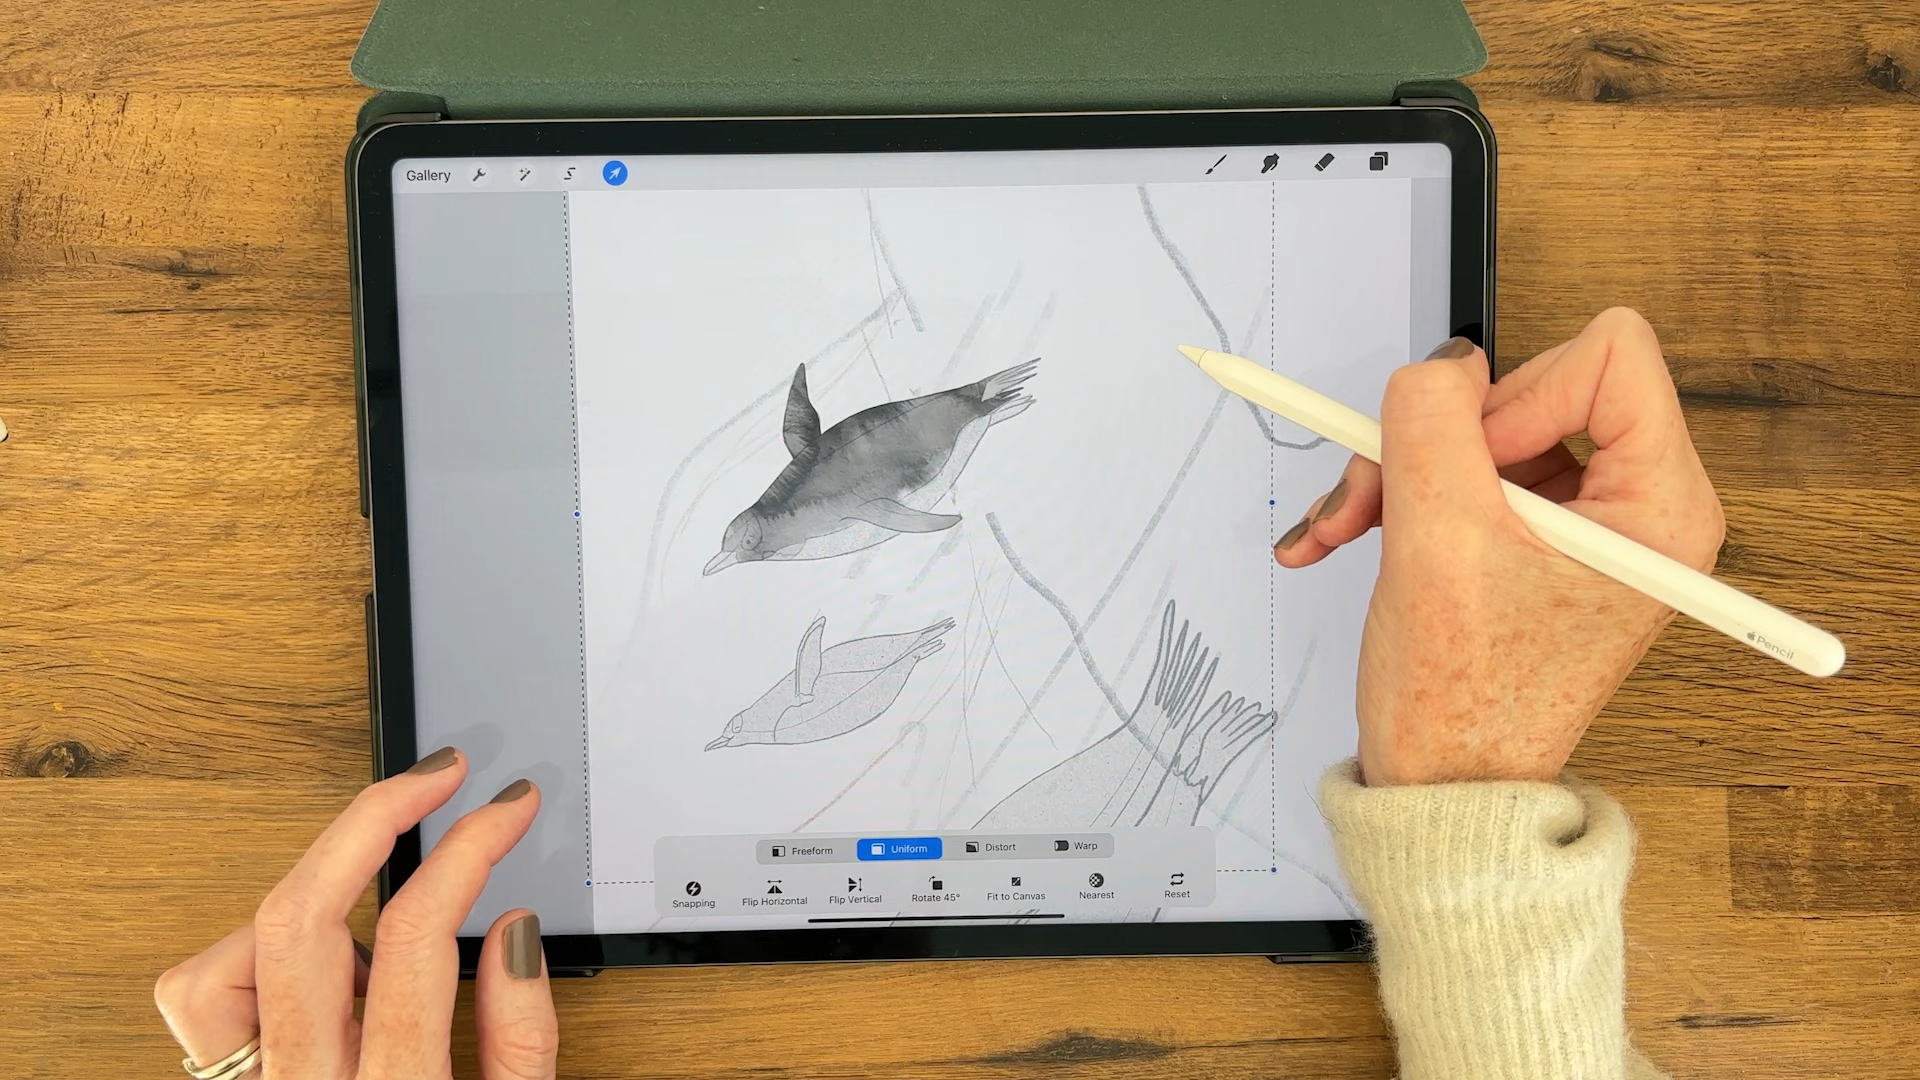 Gallery
Pencil
Freeform
Uniform
Distort
Warp
Snapping
Flip Horizontal
Flip Vertical
Rotate 45°
Fit to Canvas
Nearest
Reset